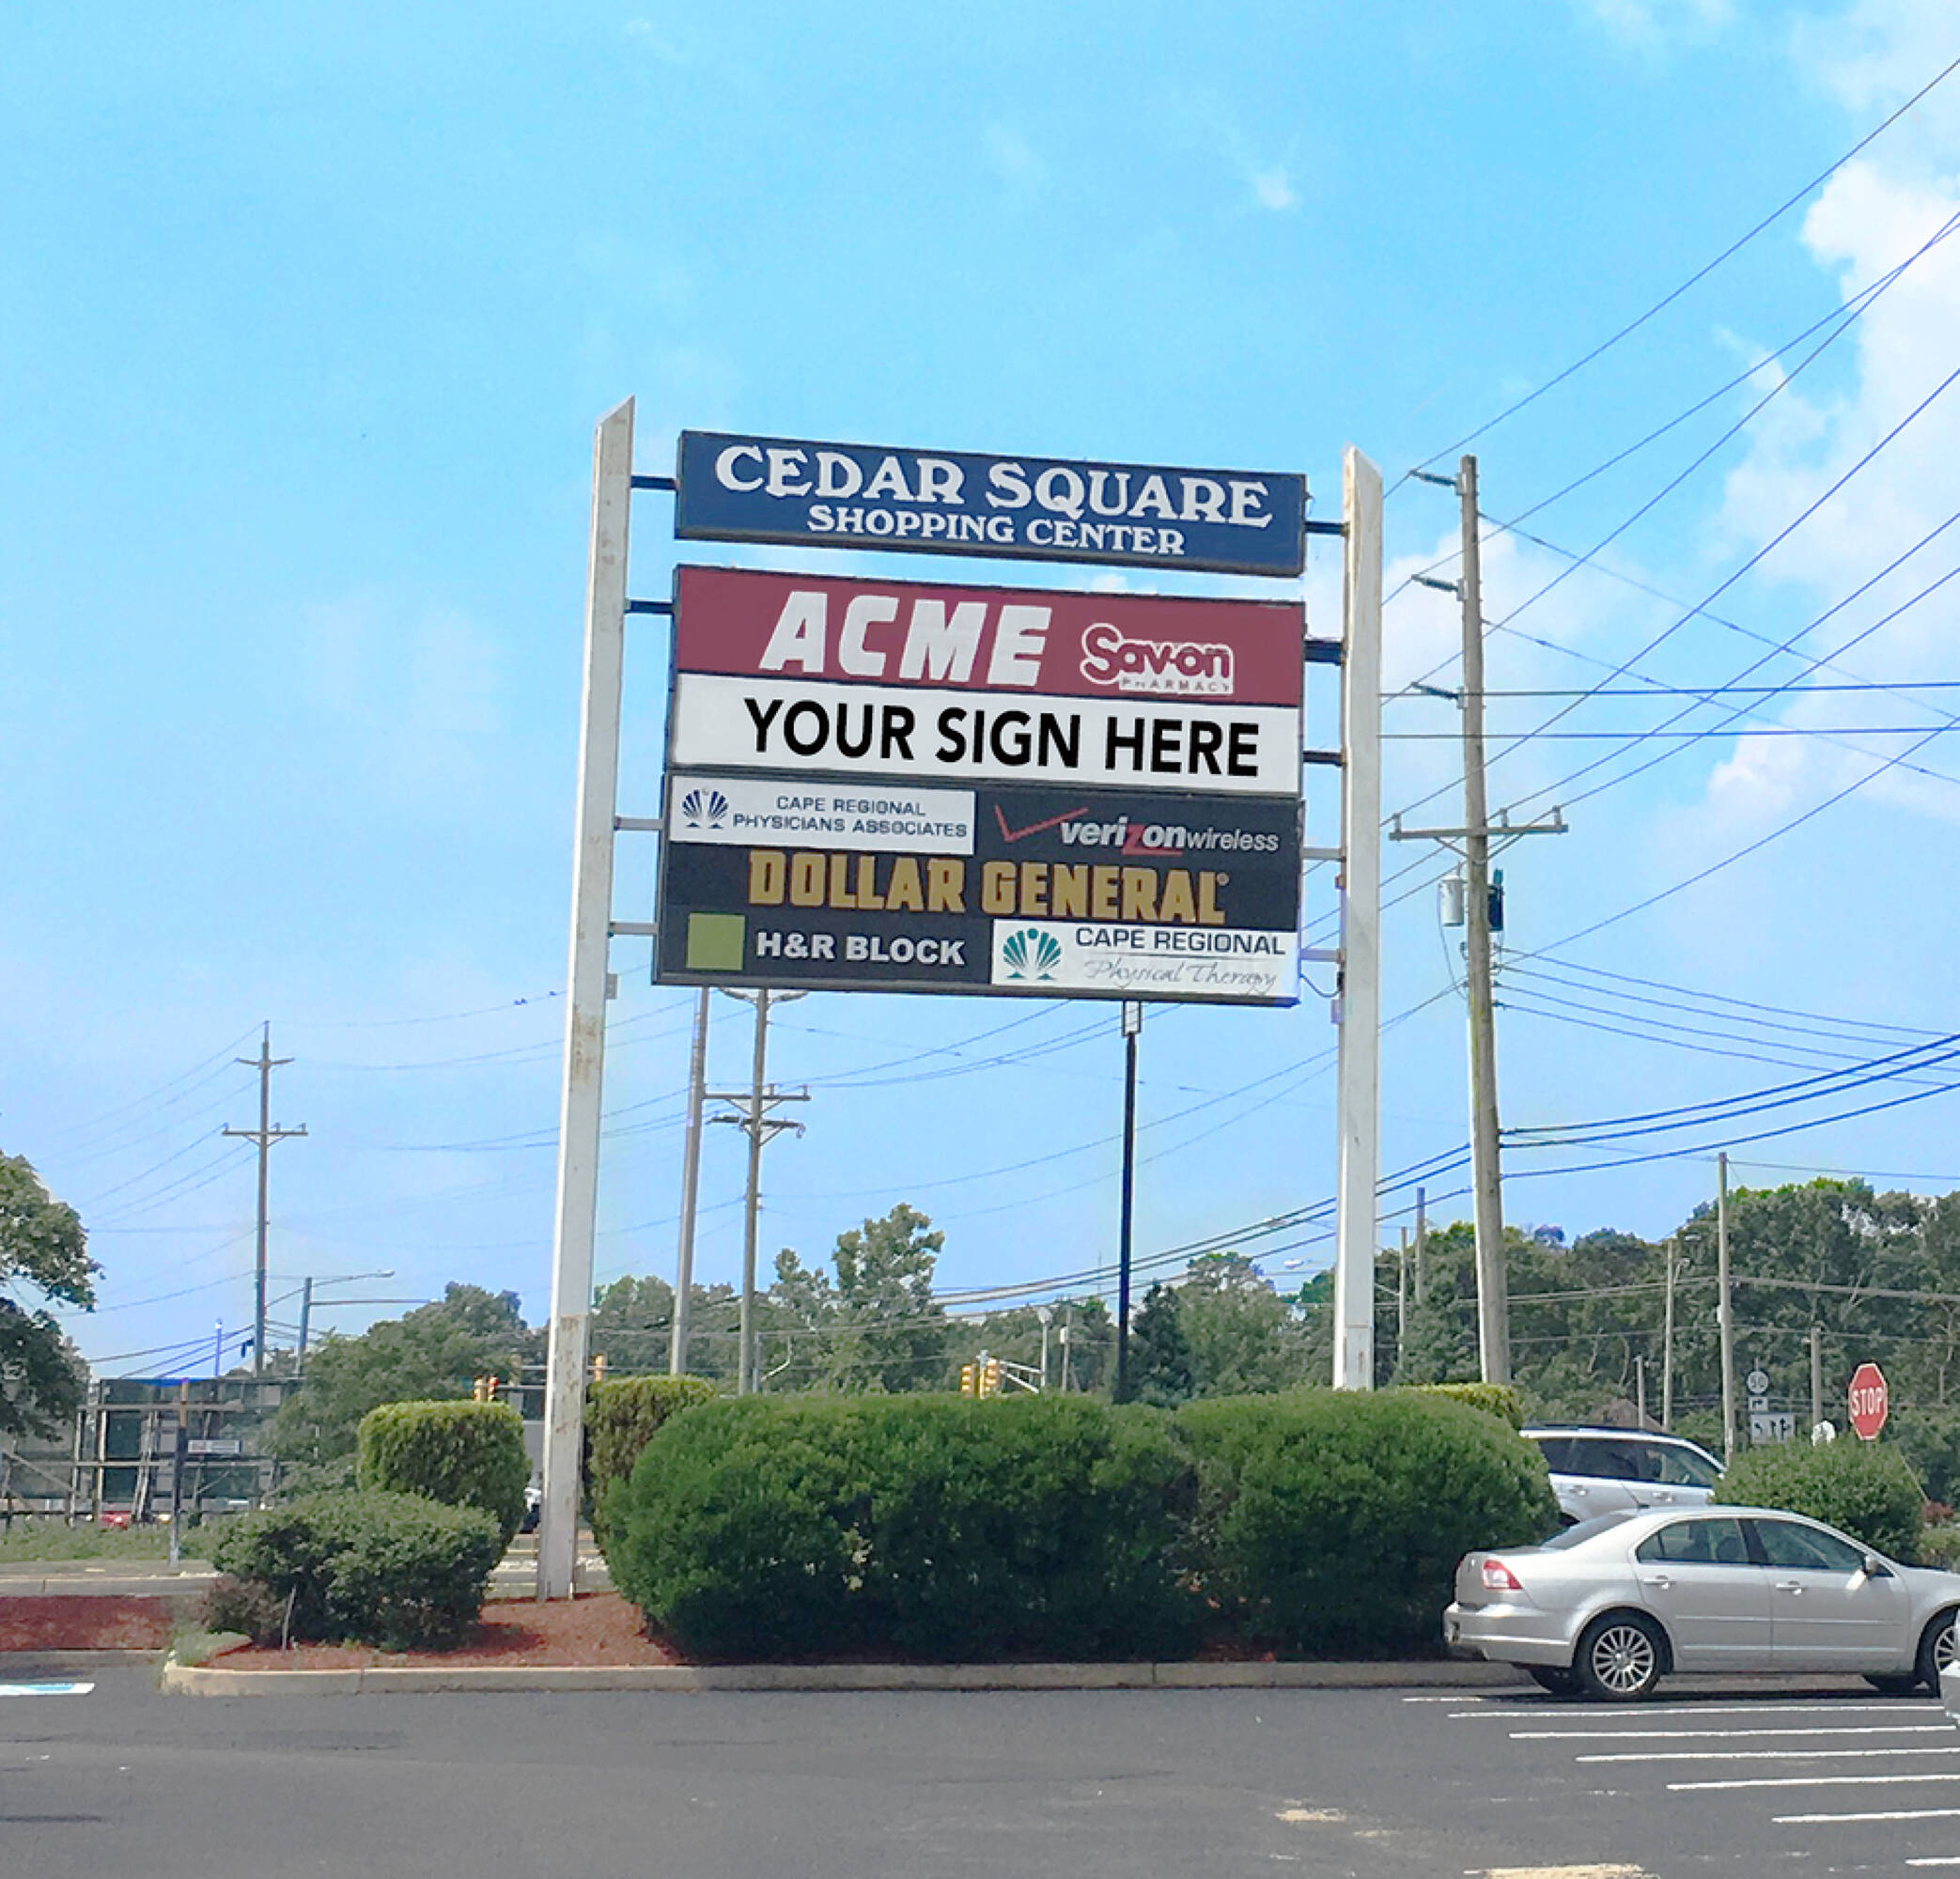 CEDAR SQUARE
SHOPPING CENTER
ACME Sav-on
PHARMACY
YOUR SIGN HERE
CAPE REGIONAL
PHYSICIANS ASSOCIATES
verizonwireless
DOLLAR GENERAL®
H&R BLOCK
CAPE REGIONAL
Physical Therapy
STOP
50